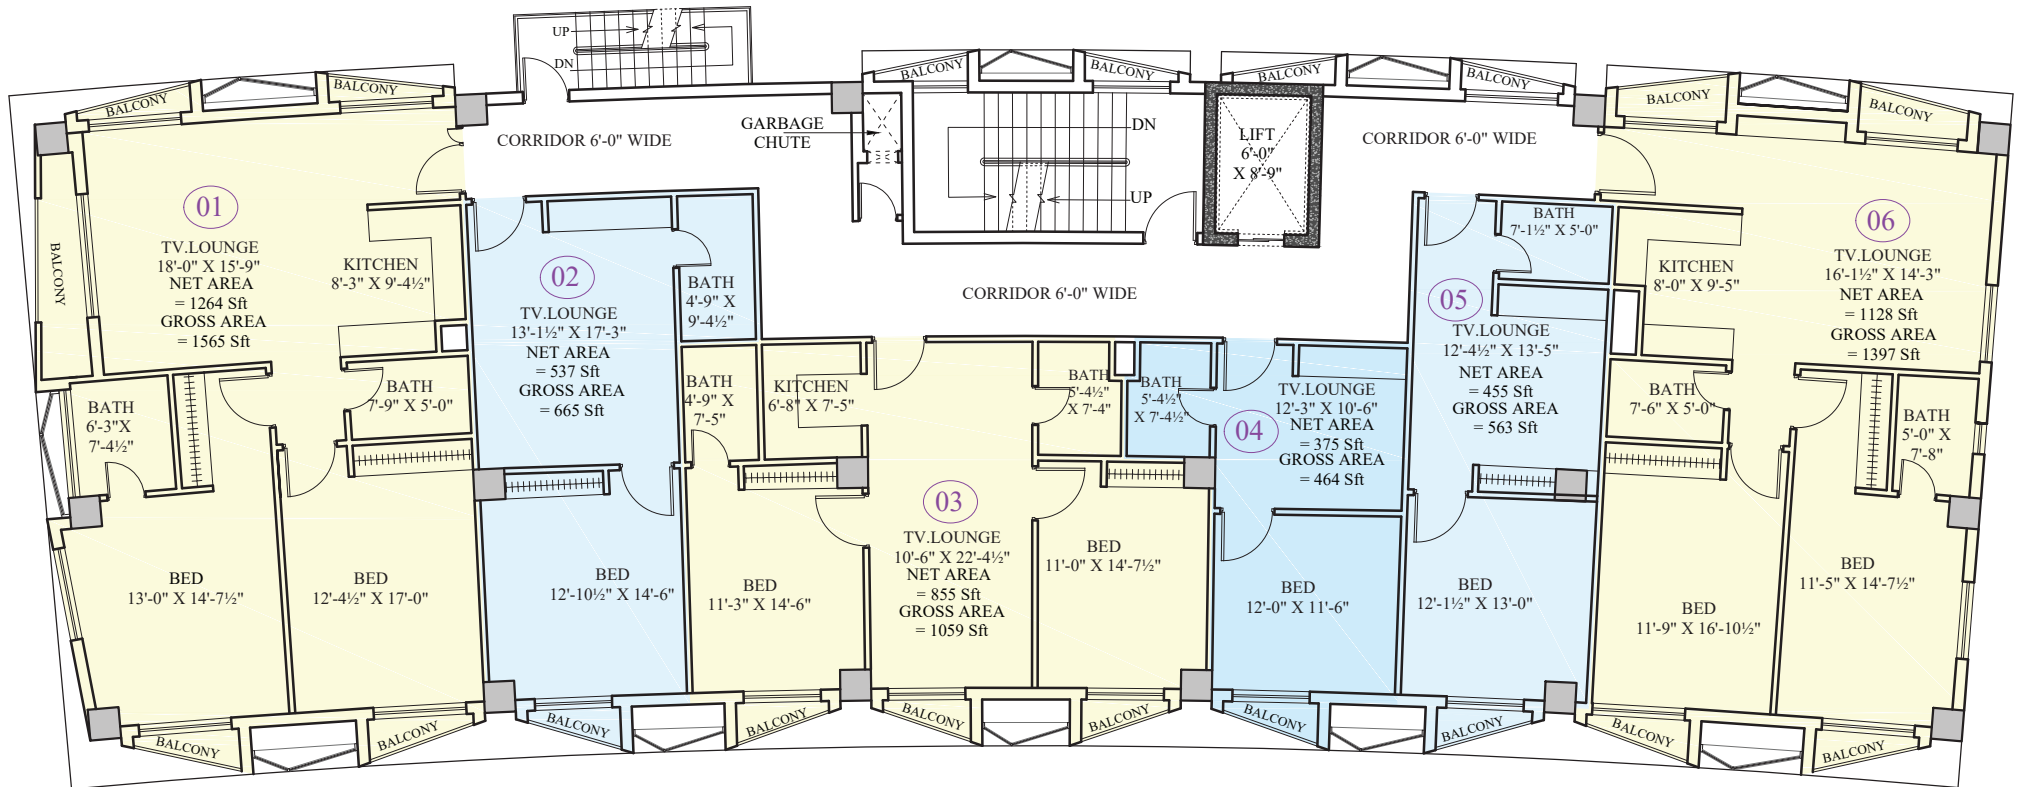 UP
DN
BALCONY
BALCONY
BALCONY
BALCONY
BALCONY
BALCONY
BALCONY
BALCONY
CORRIDOR 6'-0" WIDE
GARBAGE
CHUTE
DN
UP
LIFT
6'-0"
X 8'-9"
CORRIDOR 6'-0" WIDE
CORRIDOR 6'-0" WIDE
BALCONY
01
TV.LOUNGE
18'-0" X 15'-9"
NET AREA
= 1264 Sft
GROSS AREA
= 1565 Sft
KITCHEN
8'-3" X 9'-4½"
BATH
7'-9" X 5'-0"
BATH
6'-3"X
7'-4½"
BED
13'-0" X 14'-7½"
BED
12'-4½" X 17'-0"
02
TV.LOUNGE
13'-1½" X 17'-3"
NET AREA
= 537 Sft
GROSS AREA
= 665 Sft
BATH
4'-9" X
9'-4½"
BED
12'-10½" X 14'-6"
BATH
4'-9" X
7'-5"
KITCHEN
6'-8" X 7'-5"
BED
11'-3" X 14'-6"
03
TV.LOUNGE
10'-6" X 22'-4½"
NET AREA
= 855 Sft
GROSS AREA
= 1059 Sft
BATH
5'-4½"
X 7'-4"
BED
11'-0" X 14'-7½"
BATH
5'-4½"
X 7'-4½"
04
TV.LOUNGE
12'-3" X 10'-6"
NET AREA
= 375 Sft
GROSS AREA
= 464 Sft
BED
12'-0" X 11'-6"
BATH
7'-1½" X 5'-0"
05
TV.LOUNGE
12'-4½" X 13'-5"
NET AREA
= 455 Sft
GROSS AREA
= 563 Sft
BED
12'-1½" X 13'-0"
06
TV.LOUNGE
16'-1½" X 14'-3"
NET AREA
= 1128 Sft
GROSS AREA
= 1397 Sft
KITCHEN
8'-0" X 9'-5"
BATH
7'-6" X 5'-0"
BATH
5'-0" X
7'-8"
BED
11'-9" X 16'-10½"
BED
11'-5" X 14'-7½"
BALCONY
BALCONY
BALCONY
BALCONY
BALCONY
BALCONY
BALCONY
BALCONY
BALCONY
BALCONY